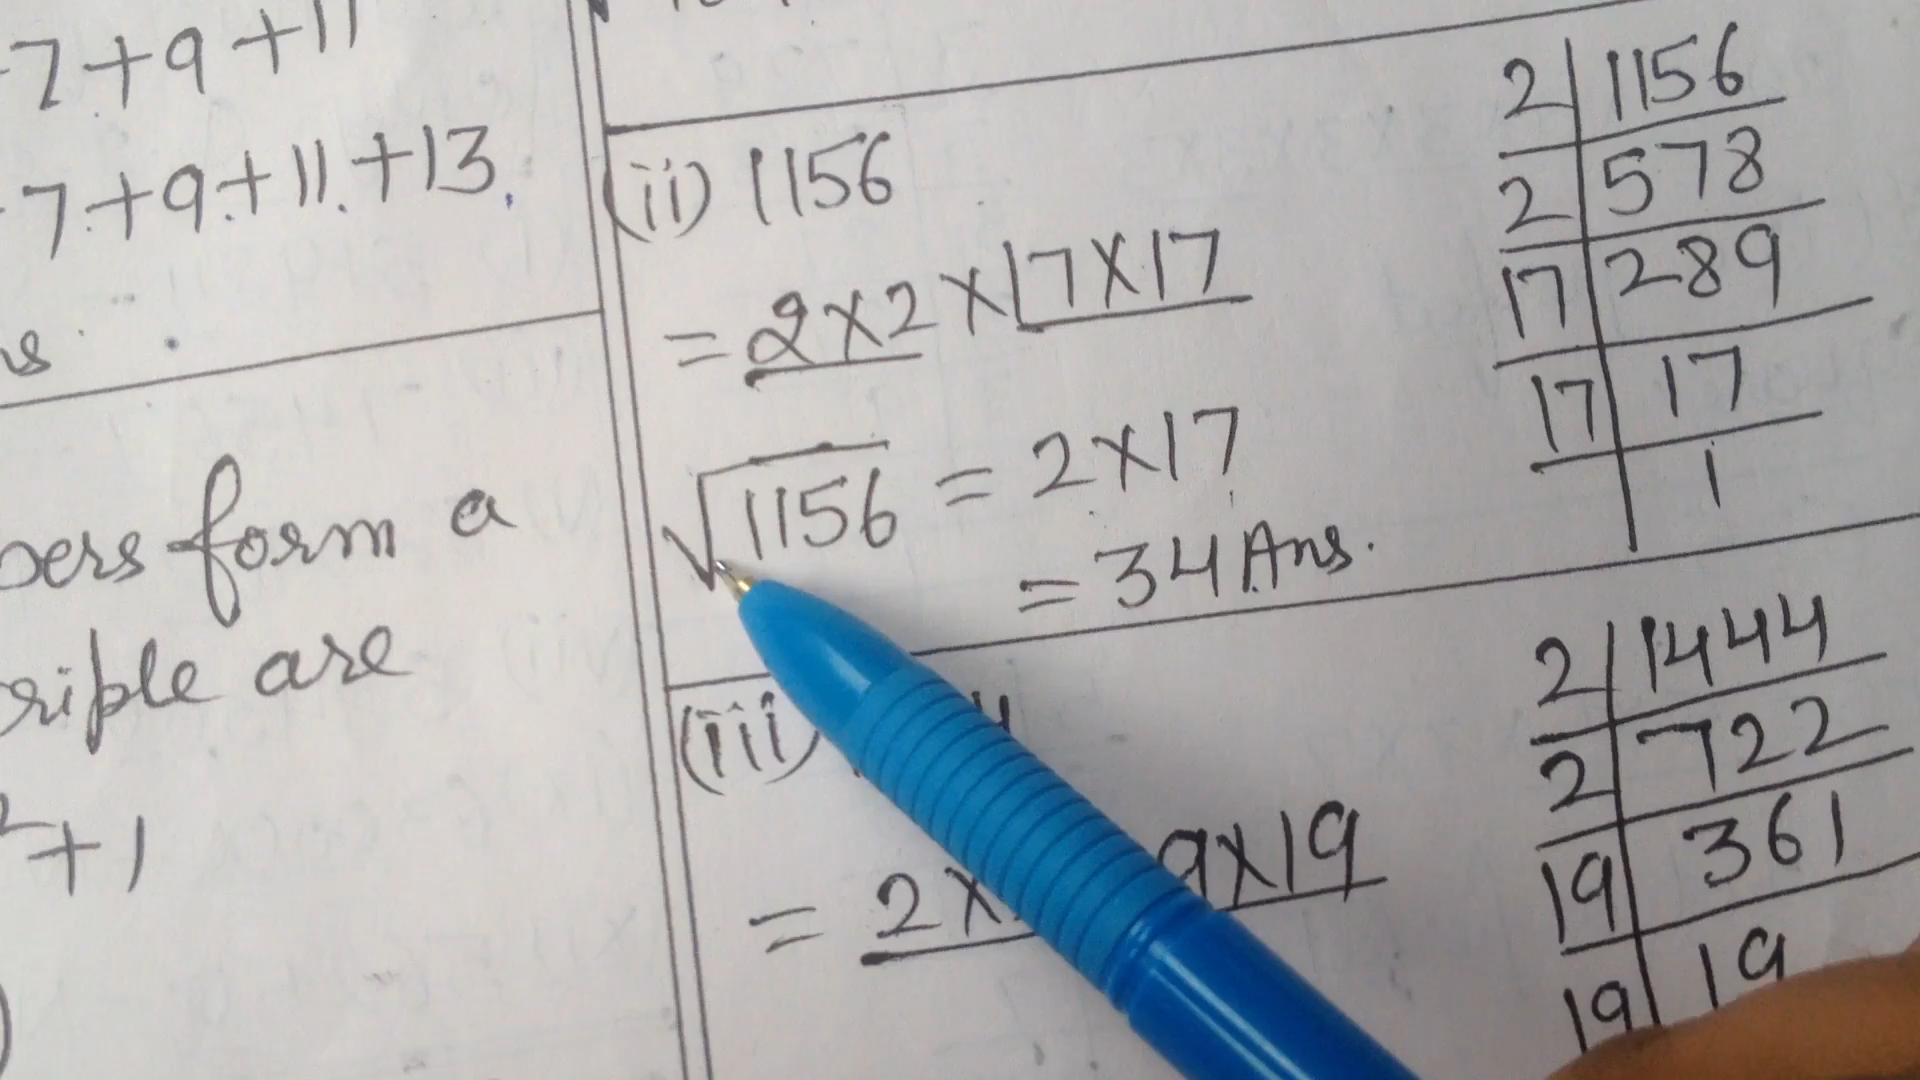 7+9+11
7+9+11+13
form a
are
+1
(ii) 1156
= 2×2×17×17
√1156 = 2×17
= 34 Ans.
2 | 1156
2 | 578
17 | 289
17 | 17
1
(iii)
= 2× 9×19
2 | 1444
2 | 722
19 | 361
19 | 19